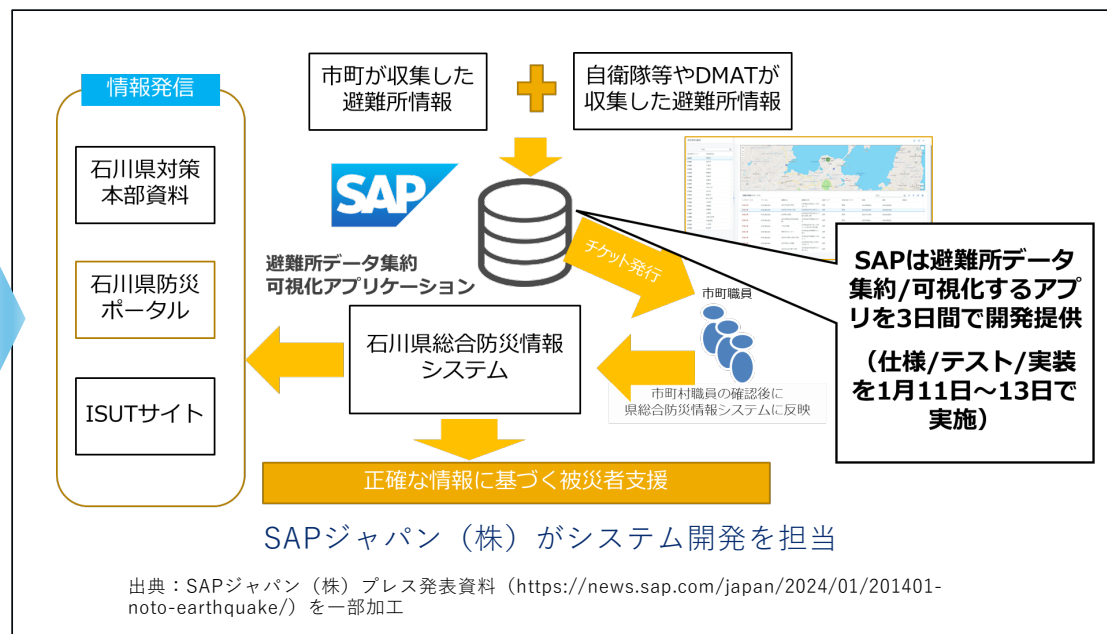 情報発信
石川県対策
本部資料
石川県防災
ポータル
ISUTサイト
市町が収集した
避難所情報
自衛隊等やDMATが
収集した避難所情報
SAP
避難所データ集約
可視化アプリケーション
チケット発行
市町職員
石川県総合防災情報
システム
市町村職員の確認後に
県総合防災情報システムに反映
SAPは避難所データ
集約/可視化するアプ
リを3日間で開発提供
(仕様/テスト/実装
を1月11日~13日で
実施)
正確な情報に基づく被災者支援
SAPジャパン(株)がシステム開発を担当
出典:SAPジャパン(株)プレス発表資料(https://news.sap.com/japan/2024/01/201401-
noto-earthquake/)を一部加工